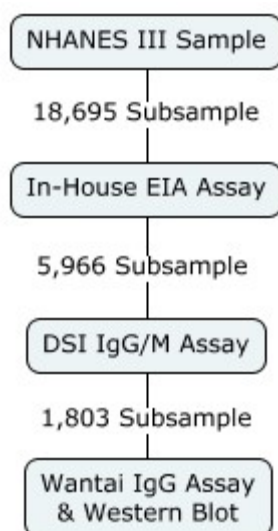 NHANES III Sample
18,695 Subsample
In-House EIA Assay
5,966 Subsample
DSI IgG/M Assay
1,803 Subsample
Wantai IgG Assay
& Western Blot